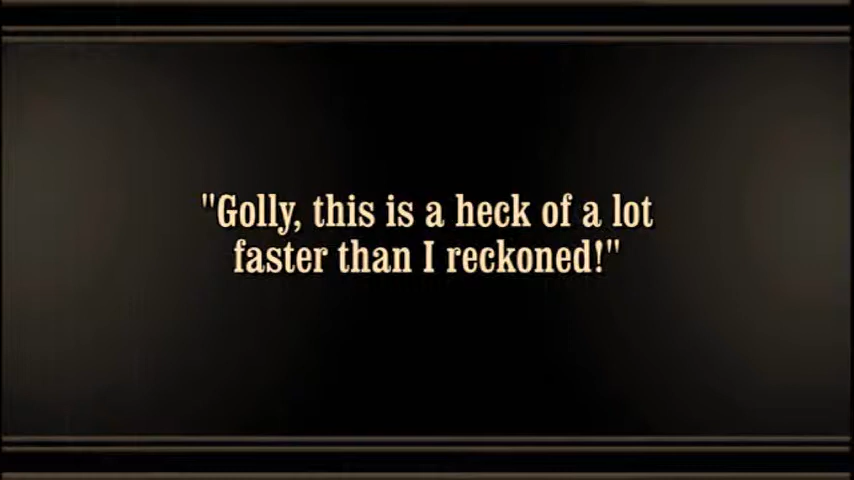 "Golly, this is a heck of a lot
faster than I reckoned!"